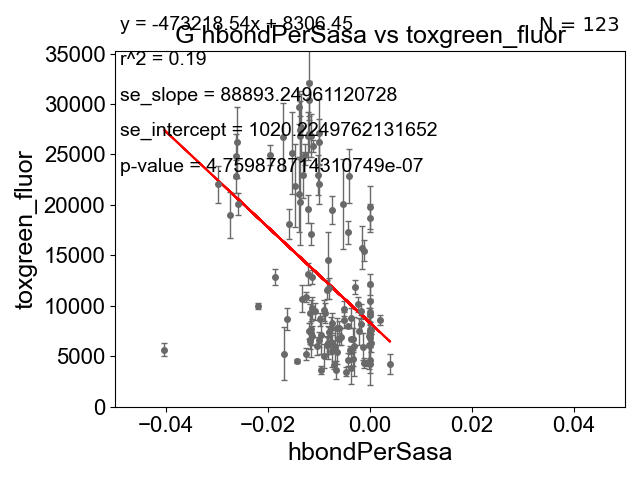 y = -473218.54x + 8306.45
N = 123
G hbondPerSasa vs toxgreen_fluor
r^2 = 0.19
se_slope = 88893.24961120728
se_intercept = 1020.2249762131652
p-value = 4.759878714310749e-07
35000
30000
25000
20000
15000
10000
5000
0
toxgreen_fluor
−0.04 −0.02 0.00 0.02 0.04
hbondPerSasa